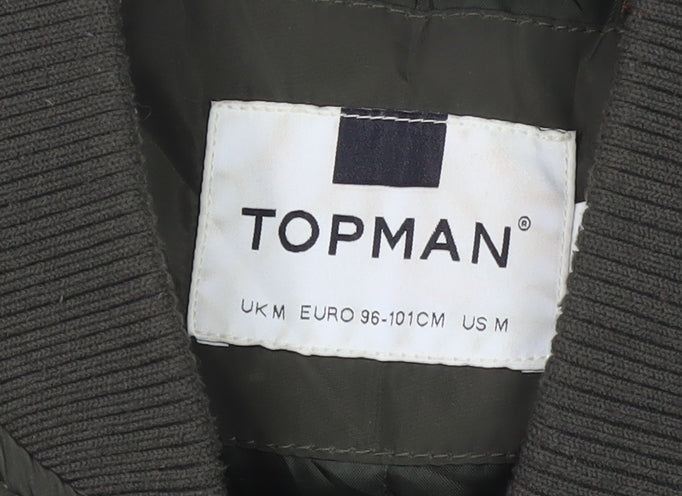 TOPMAN®
UK M EURO 96-101CM US M